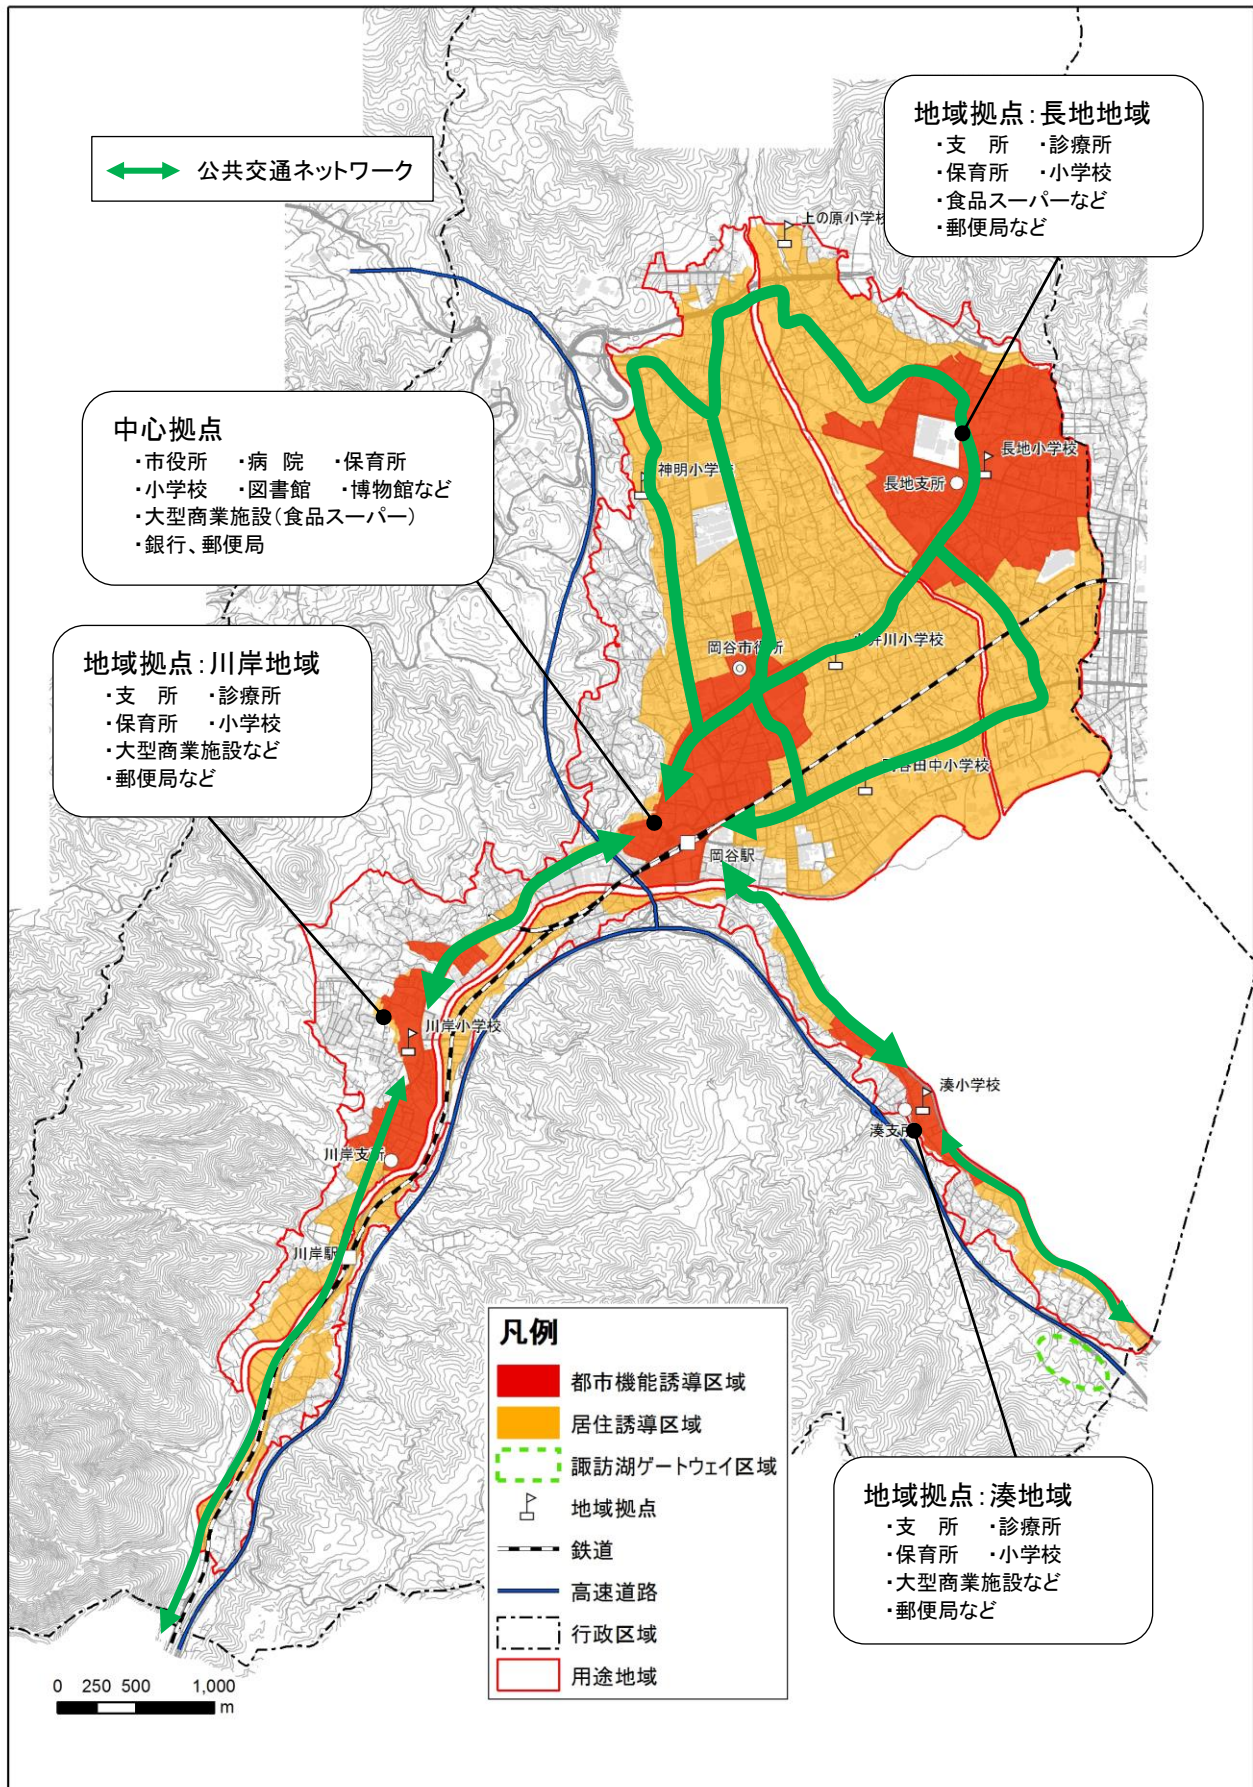 地域拠点：長地地域
・支　所　・診療所
・保育所　・小学校
・食品スーパーなど
・郵便局など
公共交通ネットワーク
上の原小学校
中心拠点
・市役所　・病　院　・保育所
・小学校　・図書館　・博物館など
・大型商業施設（食品スーパー）
・銀行、郵便局
長地小学校
神明小学校
長地支所
地域拠点：川岸地域
・支　所　・診療所
・保育所　・小学校
・大型商業施設など
・郵便局など
岡谷市役所
井川小学校
谷田中小学校
岡谷駅
川岸小学校
湊小学校
湊支所
川岸支所
川岸駅
凡例
都市機能誘導区域
居住誘導区域
諏訪湖ゲートウェイ区域
地域拠点
鉄道
高速道路
行政区域
用途地域
地域拠点：湊地域
・支　所　・診療所
・保育所　・小学校
・大型商業施設など
・郵便局など
0 250 500 1,000
m